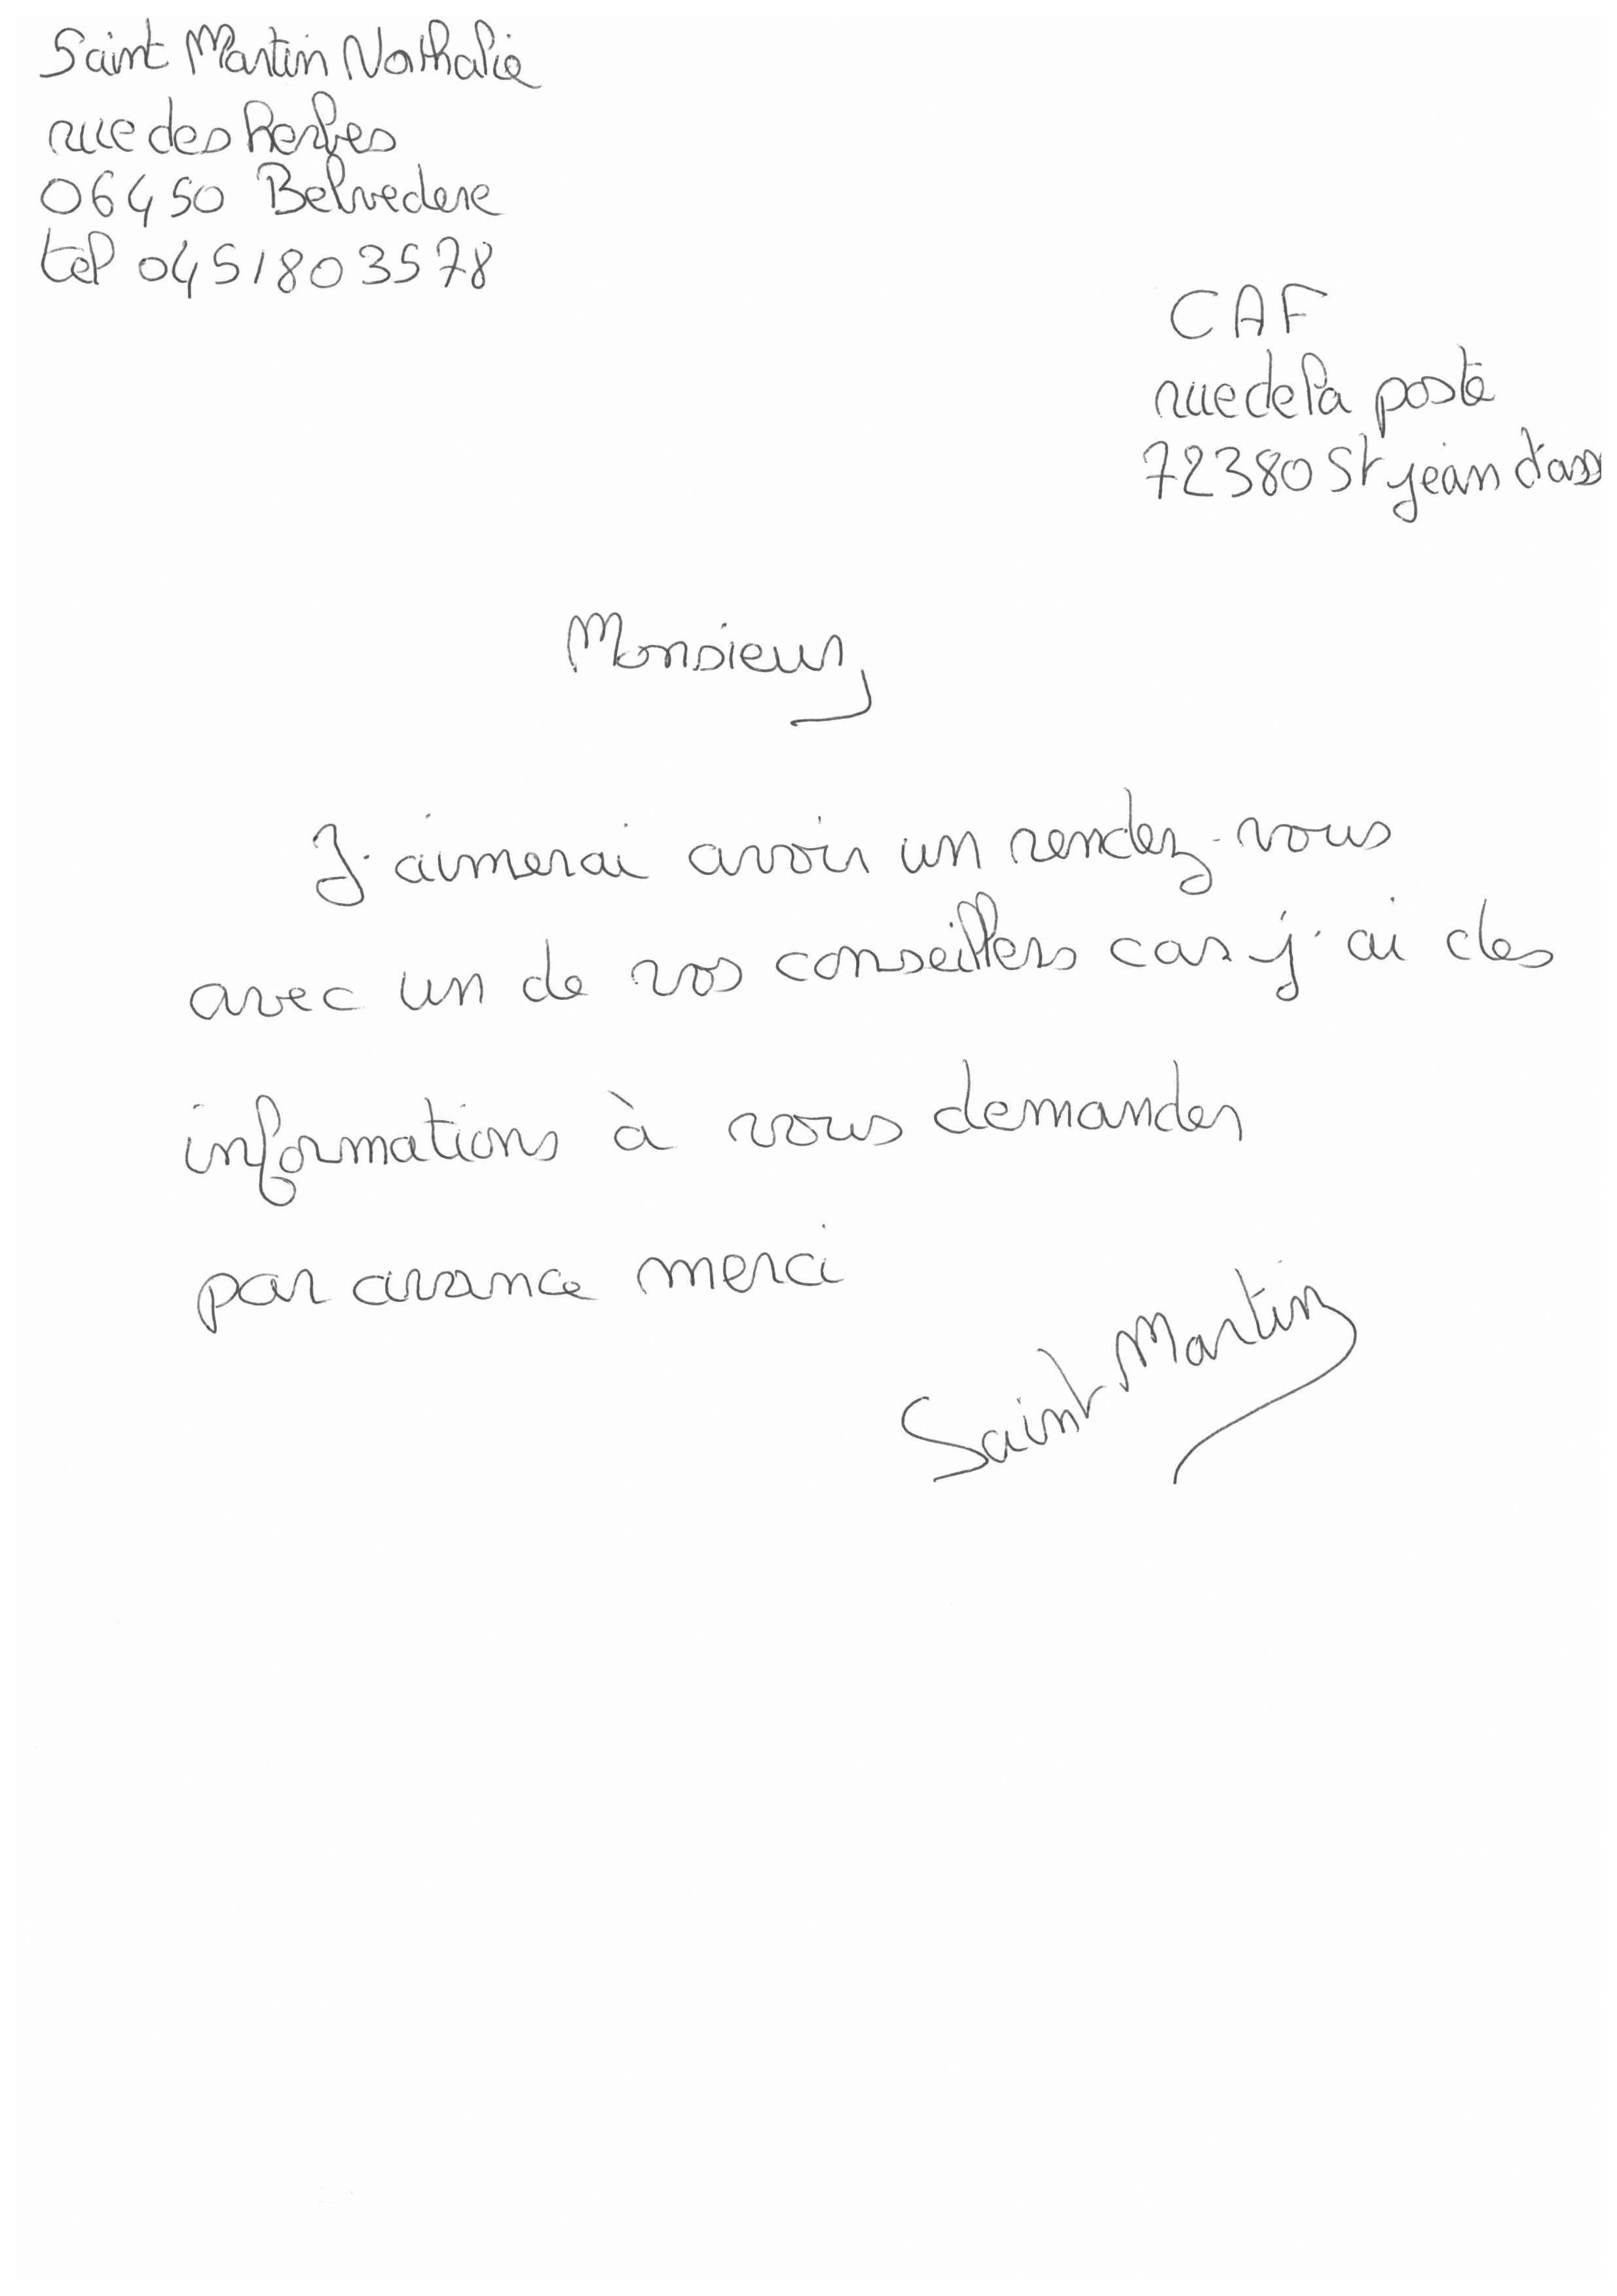 Saint Martin Nathalie
rue des herbes
06450 Belvedere
tel 0451803578
CAF
rue de la poste
72380 St jean d'ass
Monsieur
J'aimerai avoir un rendez-vous
avec un de vos conseillers car j'ai des
informations à vous demander
par avance merci
Saint Martin